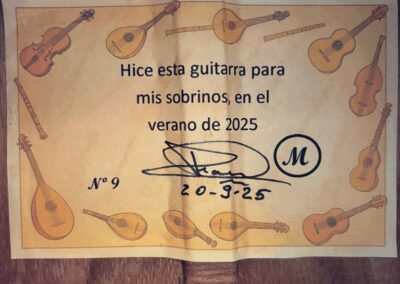 Hice esta guitarra para
mis sobrinos, en el
verano de 2025
M
Nº 9
20-9-25